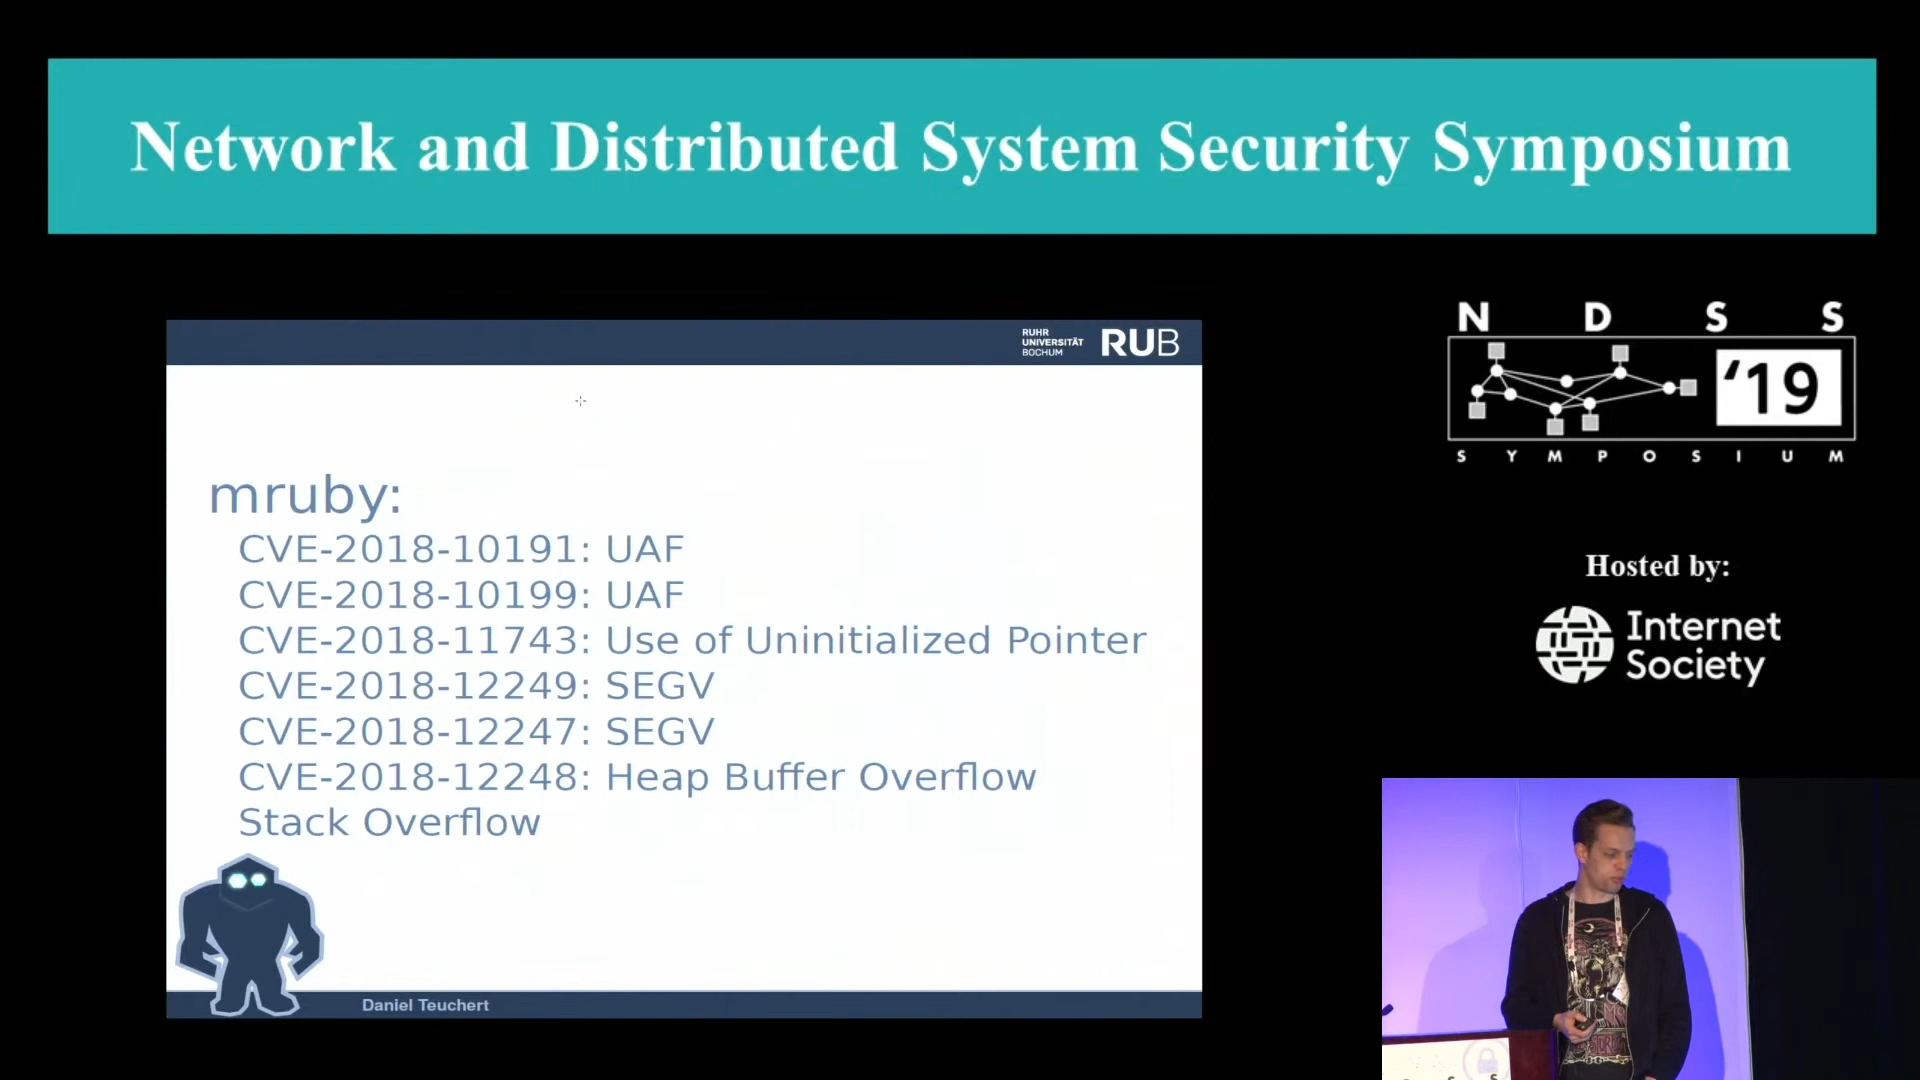 Network and Distributed System Security Symposium
RUHR
UNIVERSITÄT
BOCHUM
RUB
mruby:
CVE-2018-10191: UAF
CVE-2018-10199: UAF
CVE-2018-11743: Use of Uninitialized Pointer
CVE-2018-12249: SEGV
CVE-2018-12247: SEGV
CVE-2018-12248: Heap Buffer Overflow
Stack Overflow
Daniel Teuchert
N D S S
'19
S Y M P O S I U M
Hosted by:
Internet
Society